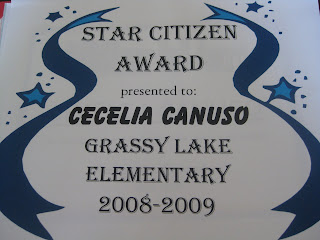 STAR CITIZEN
AWARD
presented to:
CECELIA CANUSO
GRASSY LAKE
ELEMENTARY
2008-2009